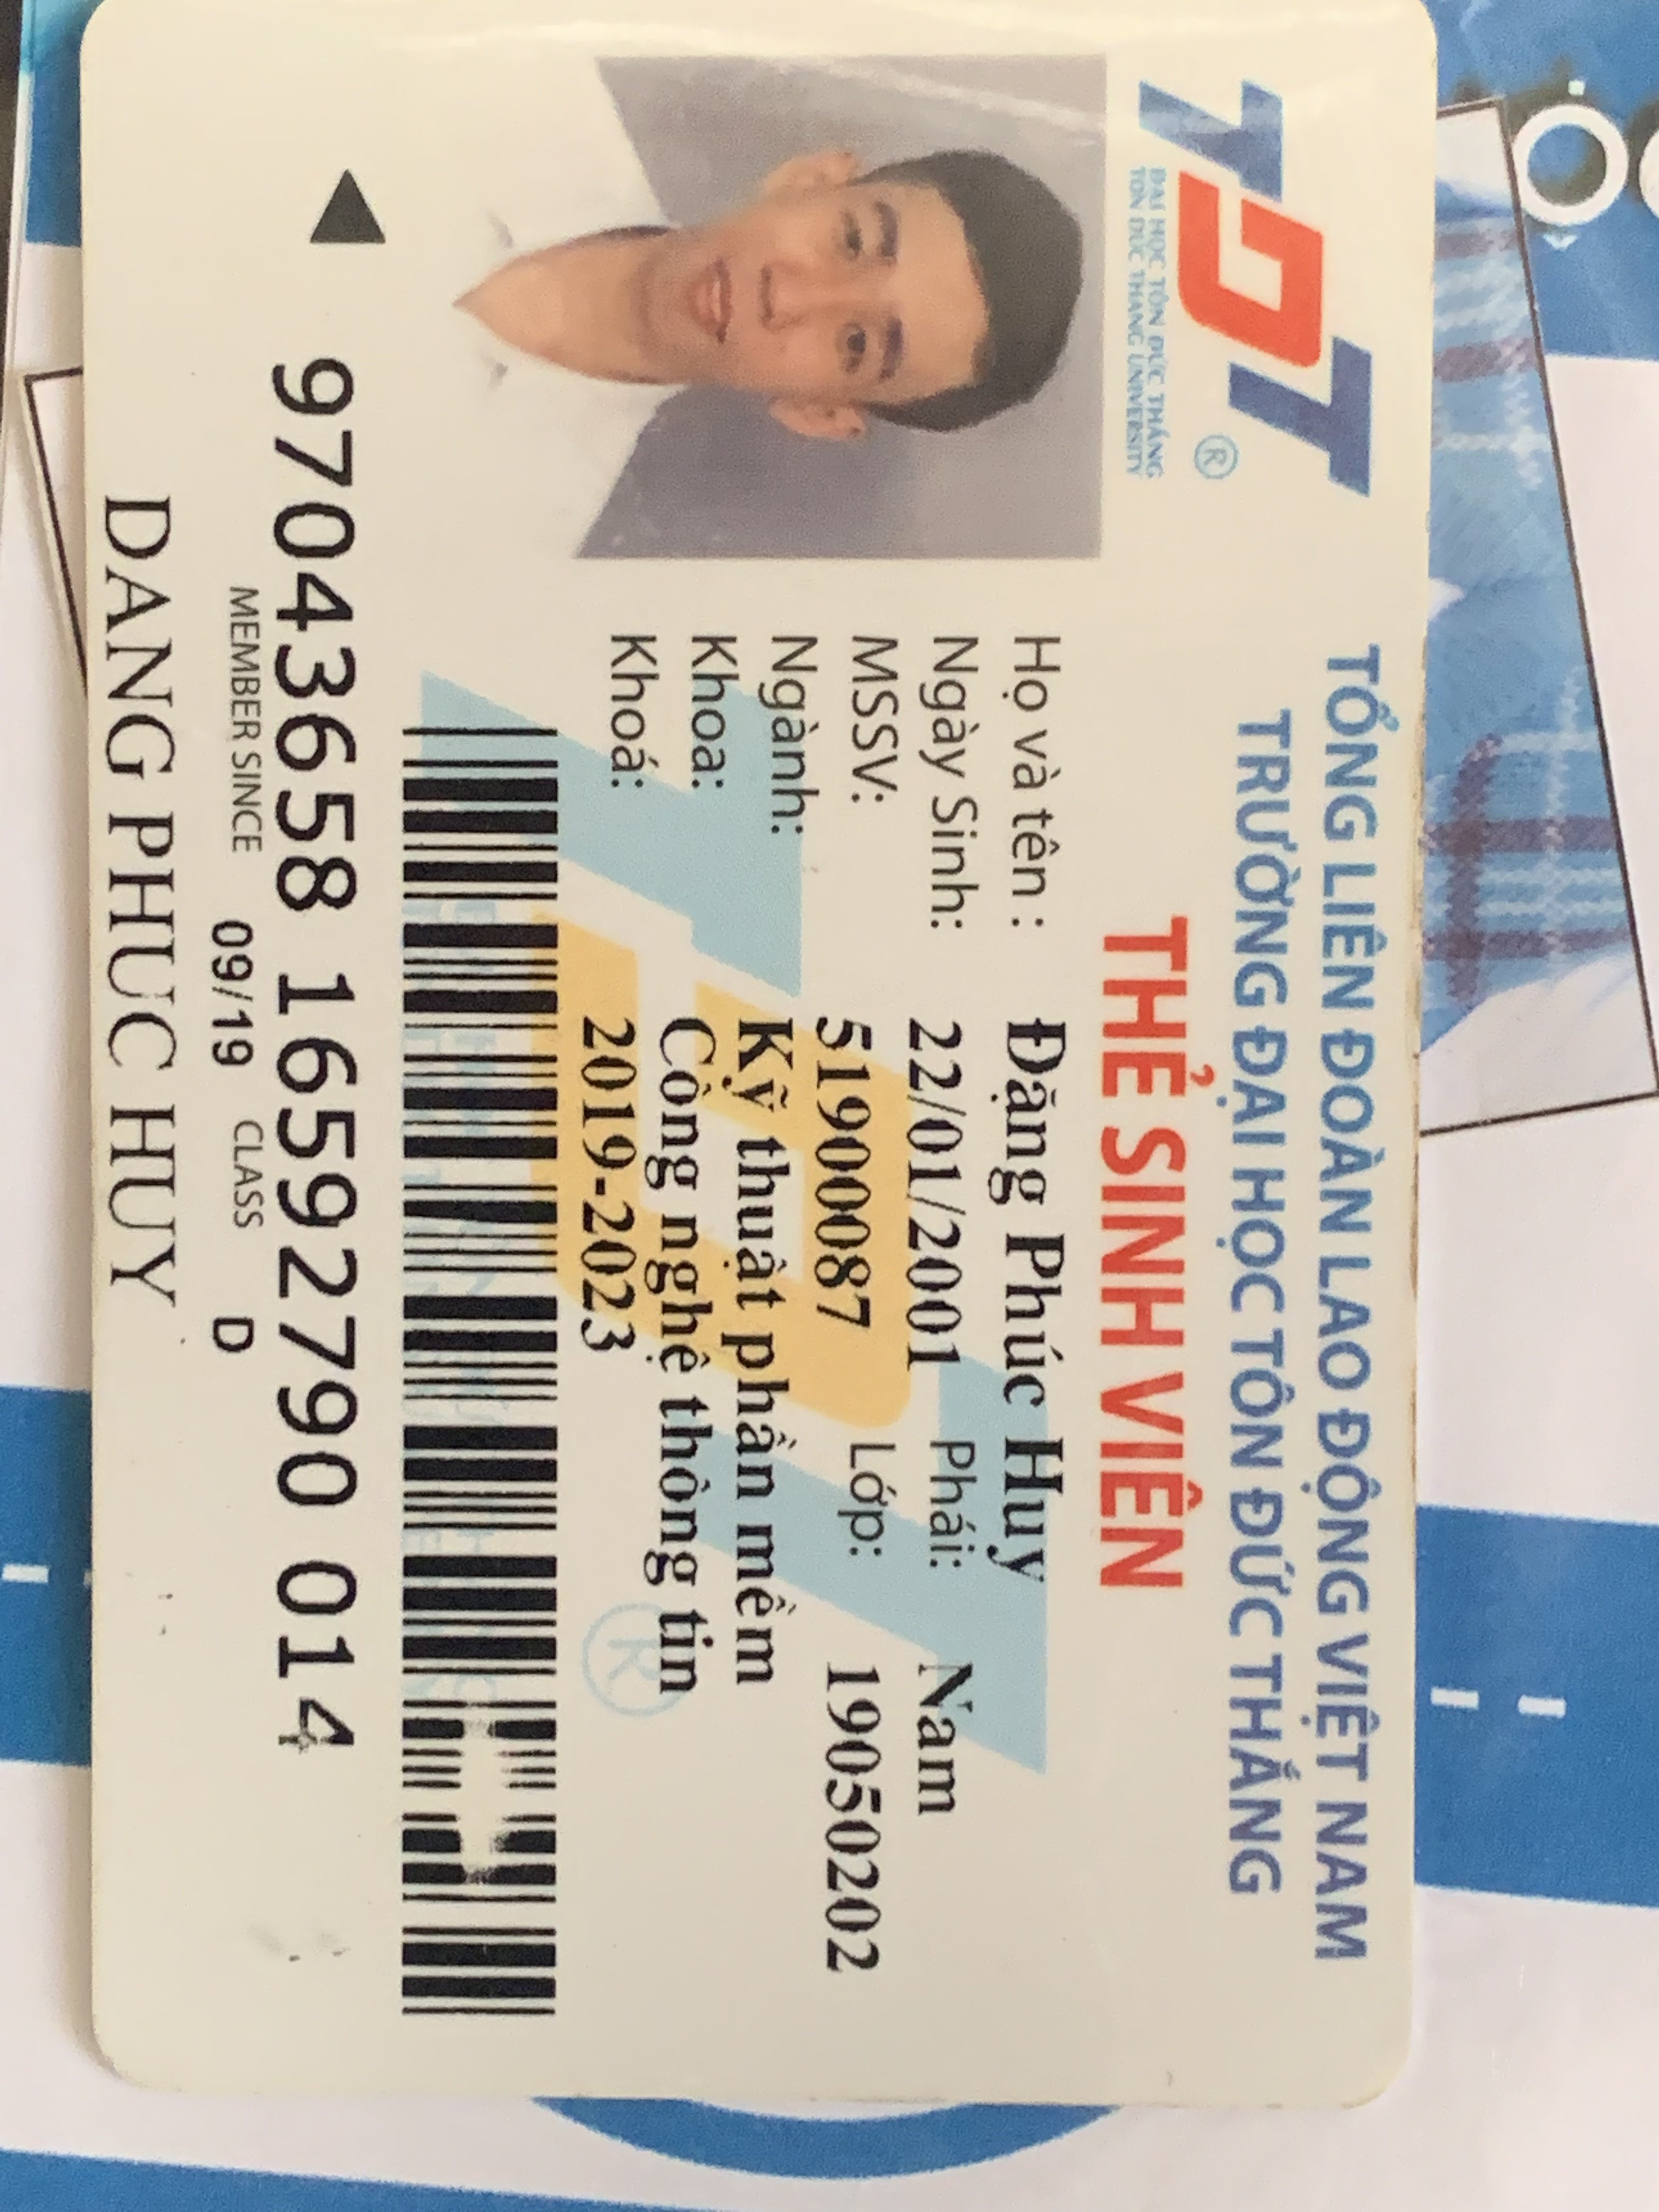 TDT
®
ĐẠI HỌC TÔN ĐỨC THẮNG
TON DUC THANG UNIVERSITY
TỔNG LIÊN ĐOÀN LAO ĐỘNG VIỆT NAM
TRƯỜNG ĐẠI HỌC TÔN ĐỨC THẮNG
THẺ SINH VIÊN
Họ và tên : Đặng Phúc Huy
Ngày Sinh: 22/01/2001 Phái: Nam
MSSV: 51900087 Lớp: 19050202
Ngành: Kỹ thuật phần mềm
Khoa: Công nghệ thông tin
Khoá: 2019-2023
9704 3658 1659 2790 014
MEMBER SINCE 09/19 CLASS D
DANG PHUC HUY